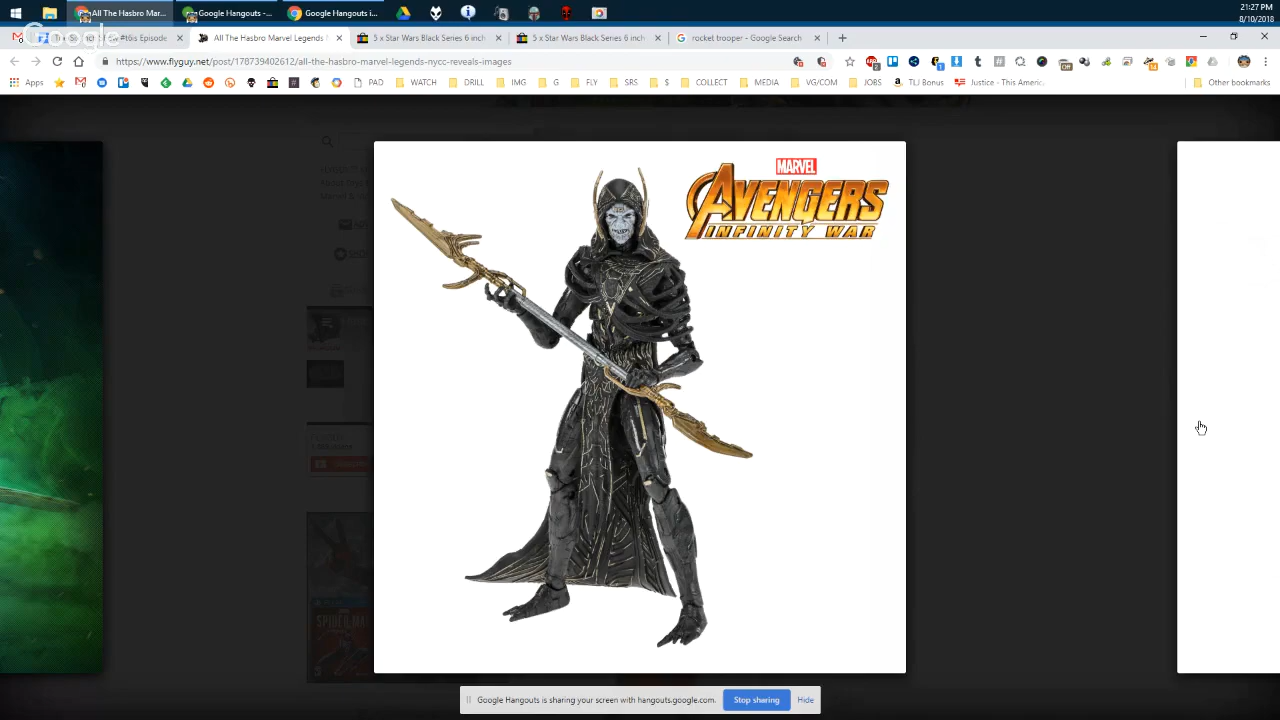 All The Hasbro Mar...
Google Hangouts -...
Google Hangouts i...
21:27 PM
8/10/2018
Google
#t6is Episode
All The Hasbro Marvel Legends
5 x Star Wars Black Series 6 inch
5 x Star Wars Black Series 6 inch
rocket trooper - Google Search
https://www.flyguy.net/post/178739402612/all-the-hasbro-marvel-legends-nycc-reveals-images
Apps
PAD
WATCH
DRILL
IMG
G
FLY
SRS
$
COLLECT
MEDIA
VG/COM
JOBS
TLJ Bonus
Justice - This Americ
Other bookmarks
MARVEL
AVENGERS
INFINITY WAR
Google Hangouts is sharing your screen with hangouts.google.com.
Stop sharing
Hide